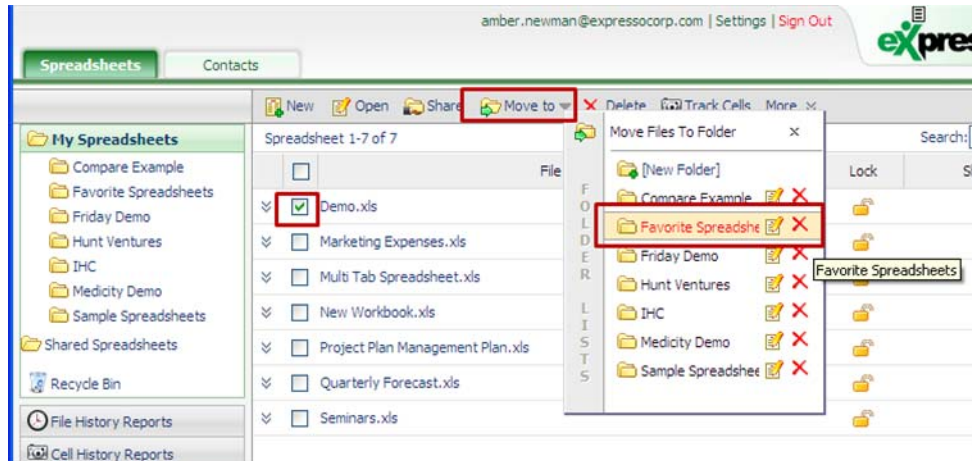 amber.newman@expressocorp.com | Settings | Sign Out
Spreadsheets Contacts
New Open Share Move to Delete Track Cells More
My Spreadsheets
Compare Example
Favorite Spreadsheets
Friday Demo
Hunt Ventures
IHC
Medicity Demo
Sample Spreadsheets
Shared Spreadsheets
Recycle Bin
File History Reports
Cell History Reports
Spreadsheet 1-7 of 7 Search:
File Lock
Demo.xls
Marketing Expenses.xls
Multi Tab Spreadsheet.xls
New Workbook.xls
Project Plan Management Plan.xls
Quarterly Forecast.xls
Seminars.xls
FOLDER LISTS
Move Files To Folder
[New Folder]
Compare Example
Favorite Spreadshe
Friday Demo
Hunt Ventures
IHC
Medicity Demo
Sample Spreadshee
Favorite Spreadsheets